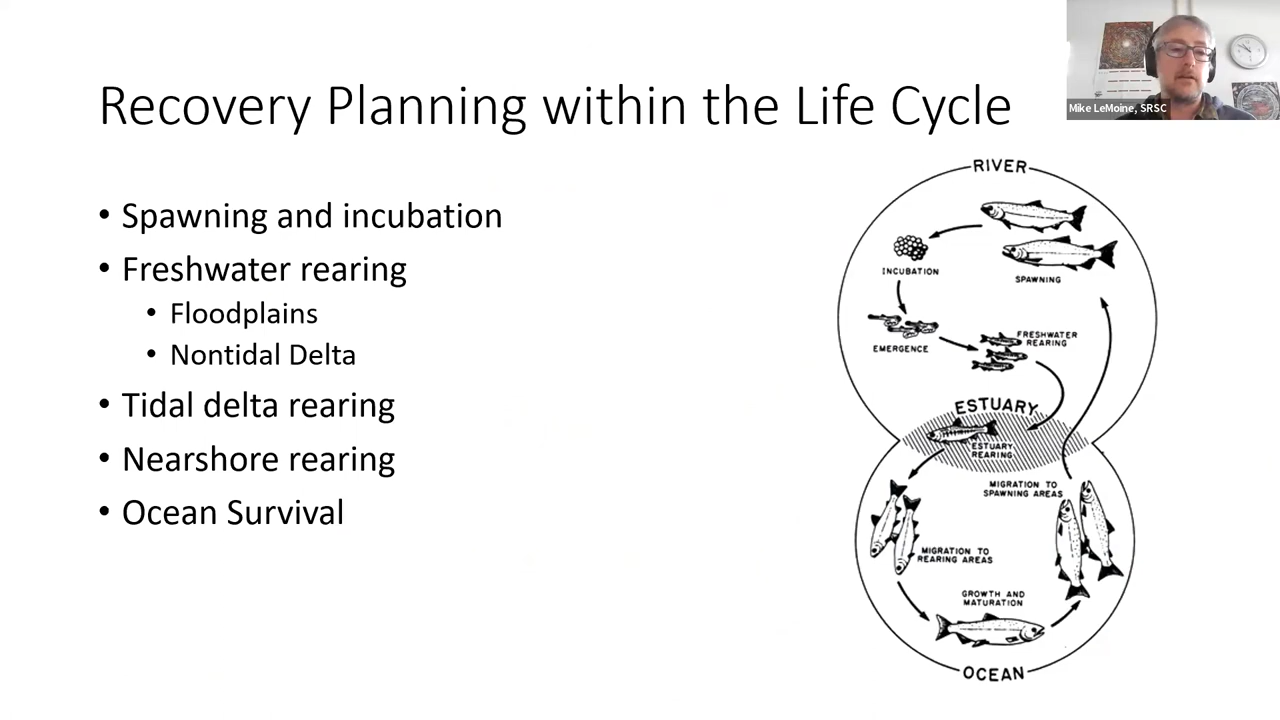 Recovery Planning within the Life Cycle
Mike LeMoine, SRSC
• Spawning and incubation
• Freshwater rearing
• Floodplains
• Nontidal Delta
• Tidal delta rearing
• Nearshore rearing
• Ocean Survival
RIVER
INCUBATION
SPAWNING
EMERGENCE
FRESHWATER
REARING
ESTUARY
ESTUARY
REARING
MIGRATION TO
SPAWNING AREAS
MIGRATION TO
REARING AREAS
GROWTH AND
MATURATION
OCEAN